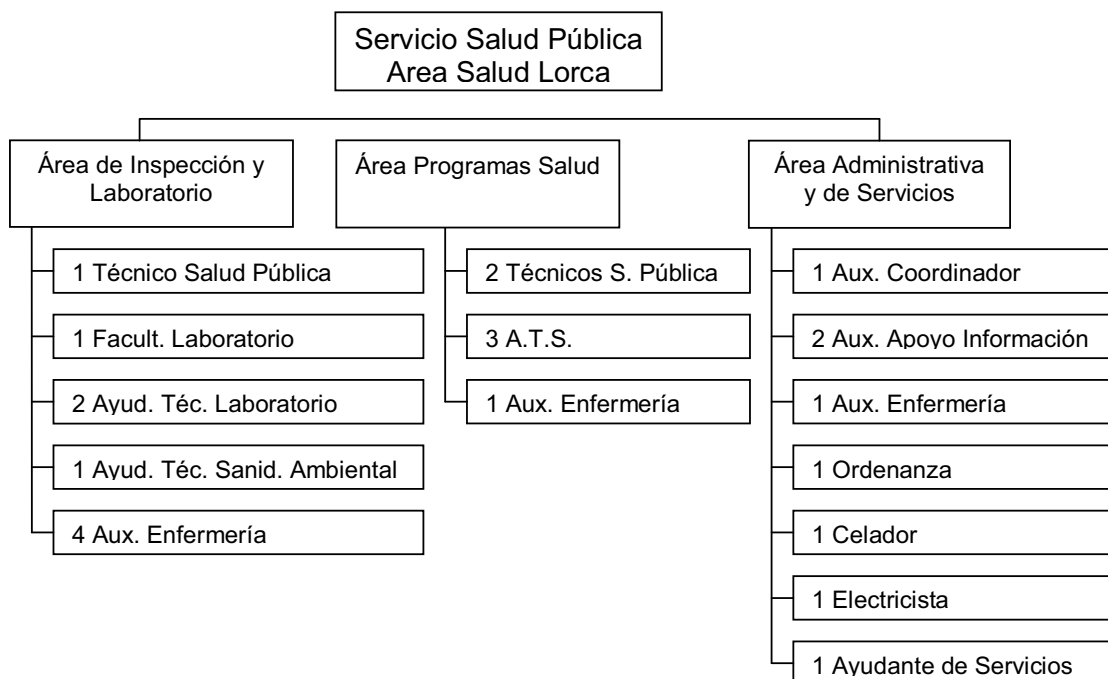 Servicio Salud Pública
Area Salud Lorca
Área de Inspección y
Laboratorio
1 Técnico Salud Pública
1 Facult. Laboratorio
2 Ayud. Téc. Laboratorio
1 Ayud. Téc. Sanid. Ambiental
4 Aux. Enfermería
Área Programas Salud
2 Técnicos S. Pública
3 A.T.S.
1 Aux. Enfermería
Área Administrativa
y de Servicios
1 Aux. Coordinador
2 Aux. Apoyo Información
1 Aux. Enfermería
1 Ordenanza
1 Celador
1 Electricista
1 Ayudante de Servicios